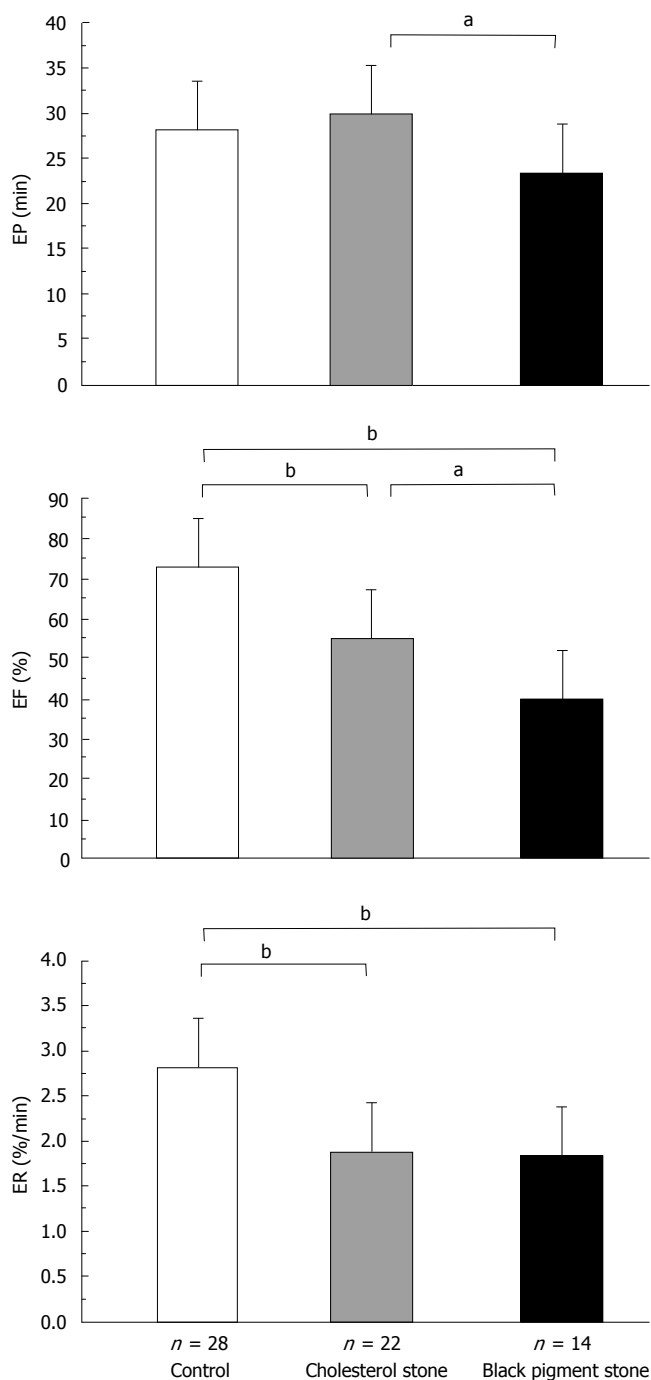 a
40
35
30
25
20
15
10
5
0
EP (min)
b
b a
90
80
70
60
50
40
30
20
10
0
EF (%)
b
b
4.0
3.5
3.0
2.5
2.0
1.5
1.0
0.5
0.0
ER (%/min)
n = 28 n = 22 n = 14
Control Cholesterol stone Black pigment stone